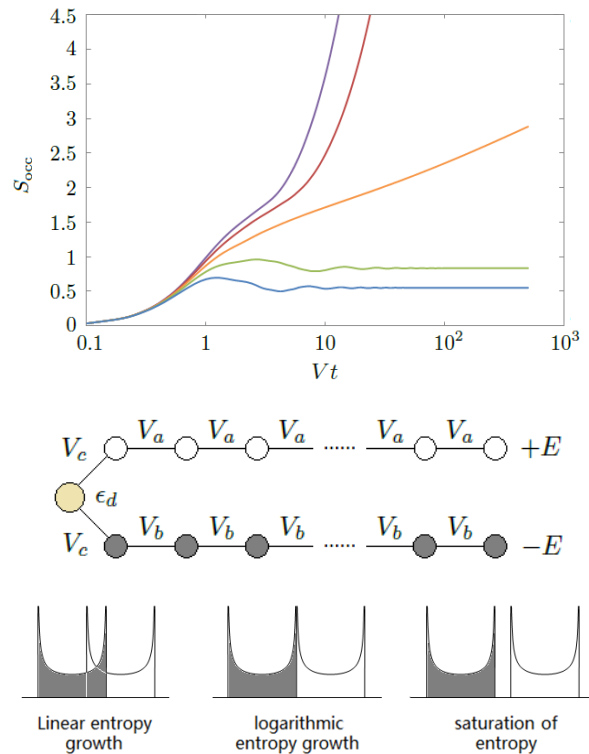 4.5
4
3.5
3
2.5
2
1.5
1
0.5
0
S_occ
0.1 1 10 10² 10³
V t
V_a V_a V_a ...... V_a V_a
V_c +E
ϵ_d
V_c V_b V_b V_b ...... V_b V_b −E
Linear entropy growth logarithmic entropy growth saturation of entropy